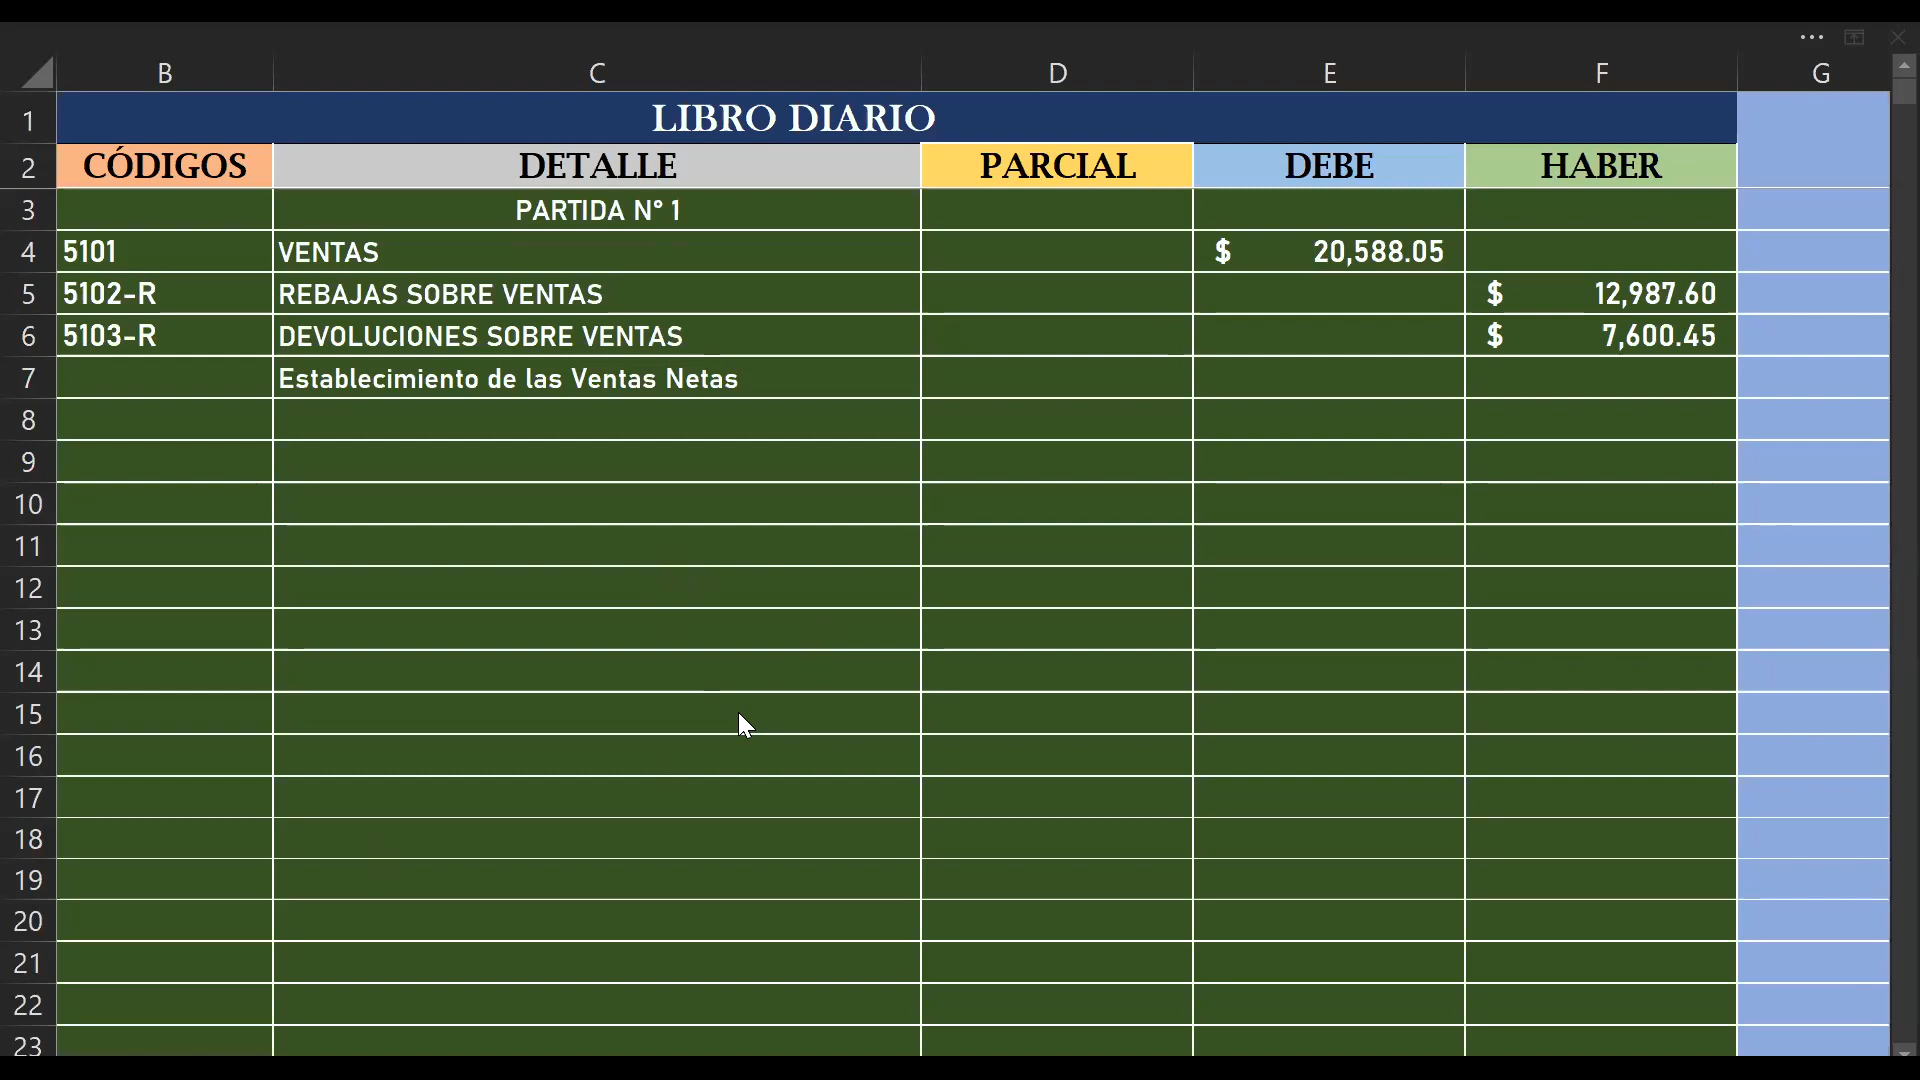 B C D E F G
1 LIBRO DIARIO
2 CÓDIGOS DETALLE PARCIAL DEBE HABER
3 PARTIDA N° 1
4 5101 VENTAS $ 20,588.05
5 5102-R REBAJAS SOBRE VENTAS $ 12,987.60
6 5103-R DEVOLUCIONES SOBRE VENTAS $ 7,600.45
7 Establecimiento de las Ventas Netas
8
9
10
11
12
13
14
15
16
17
18
19
20
21
22
23